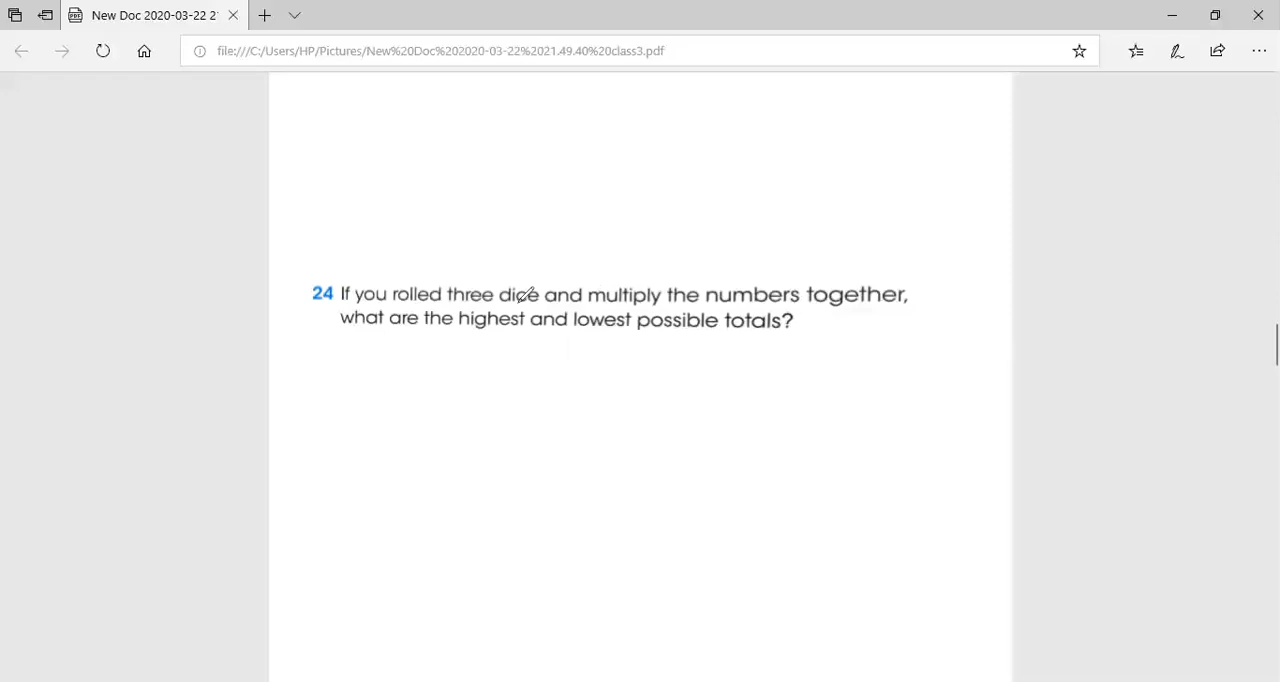 New Doc 2020-03-22 2
file:///C:/Users/HP/Pictures/New%20Doc%202020-03-22%2021.49.40%20class3.pdf
24 If you rolled three dice and multiply the numbers together,
what are the highest and lowest possible totals?